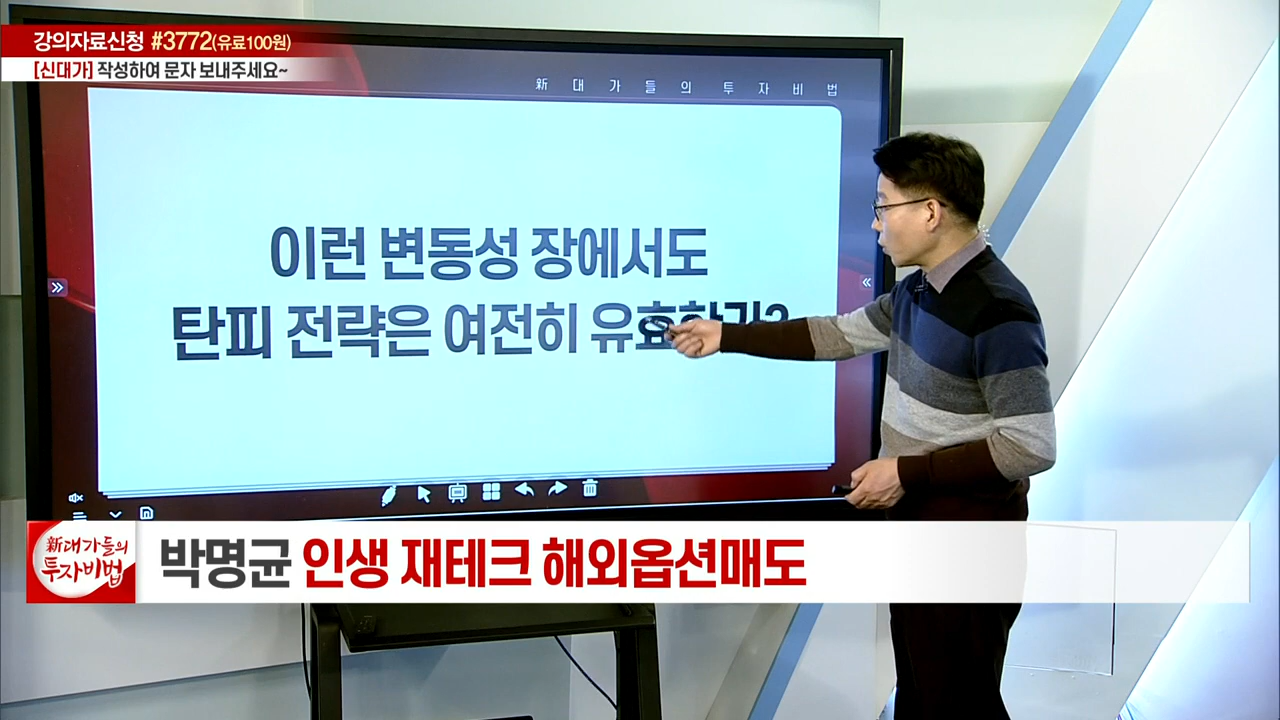 강의자료신청 #3772(유료100원)
[신대가] 작성하여 문자 보내주세요~
新 대 가 들 의 투 자 비 법
이런 변동성 장에서도
탄피 전략은 여전히
新대가들의
투자비법
박명균 인생 재테크 해외옵션매도